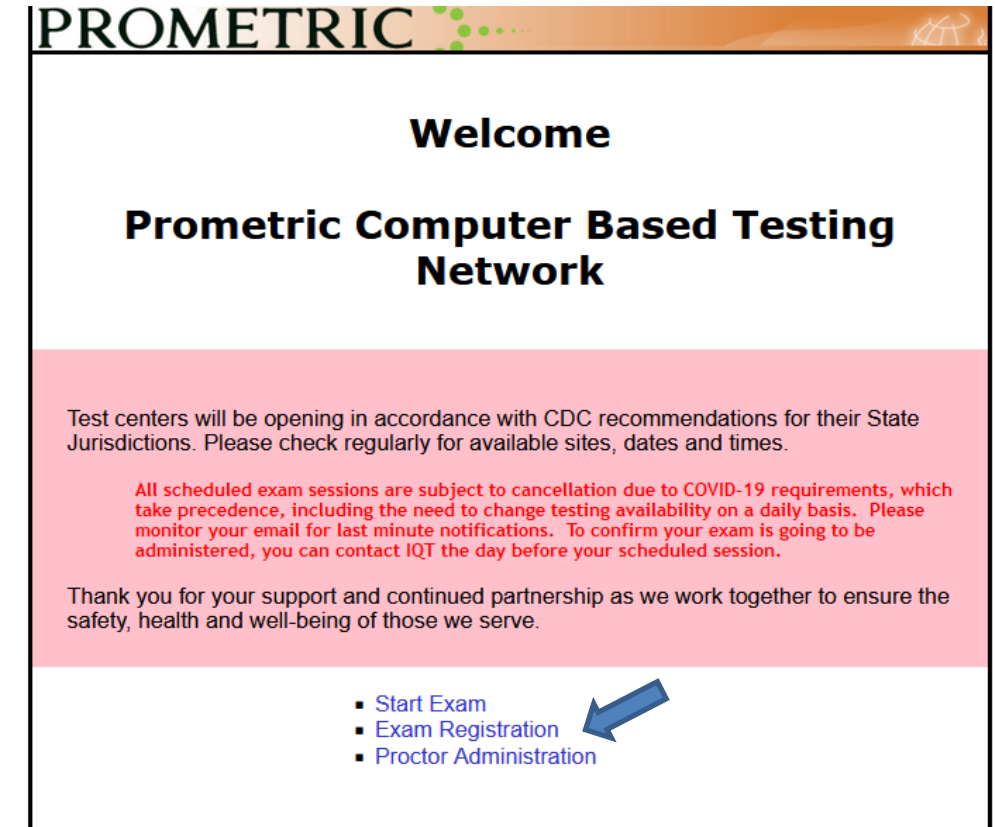 PROMETRIC
Welcome
Prometric Computer Based Testing
Network
Test centers will be opening in accordance with CDC recommendations for their State
Jurisdictions. Please check regularly for available sites, dates and times.
All scheduled exam sessions are subject to cancellation due to COVID-19 requirements, which
take precedence, including the need to change testing availability on a daily basis.  Please
monitor your email for last minute notifications.  To confirm your exam is going to be
administered, you can contact IQT the day before your scheduled session.
Thank you for your support and continued partnership as we work together to ensure the
safety, health and well-being of those we serve.
▪ Start Exam
▪ Exam Registration
▪ Proctor Administration